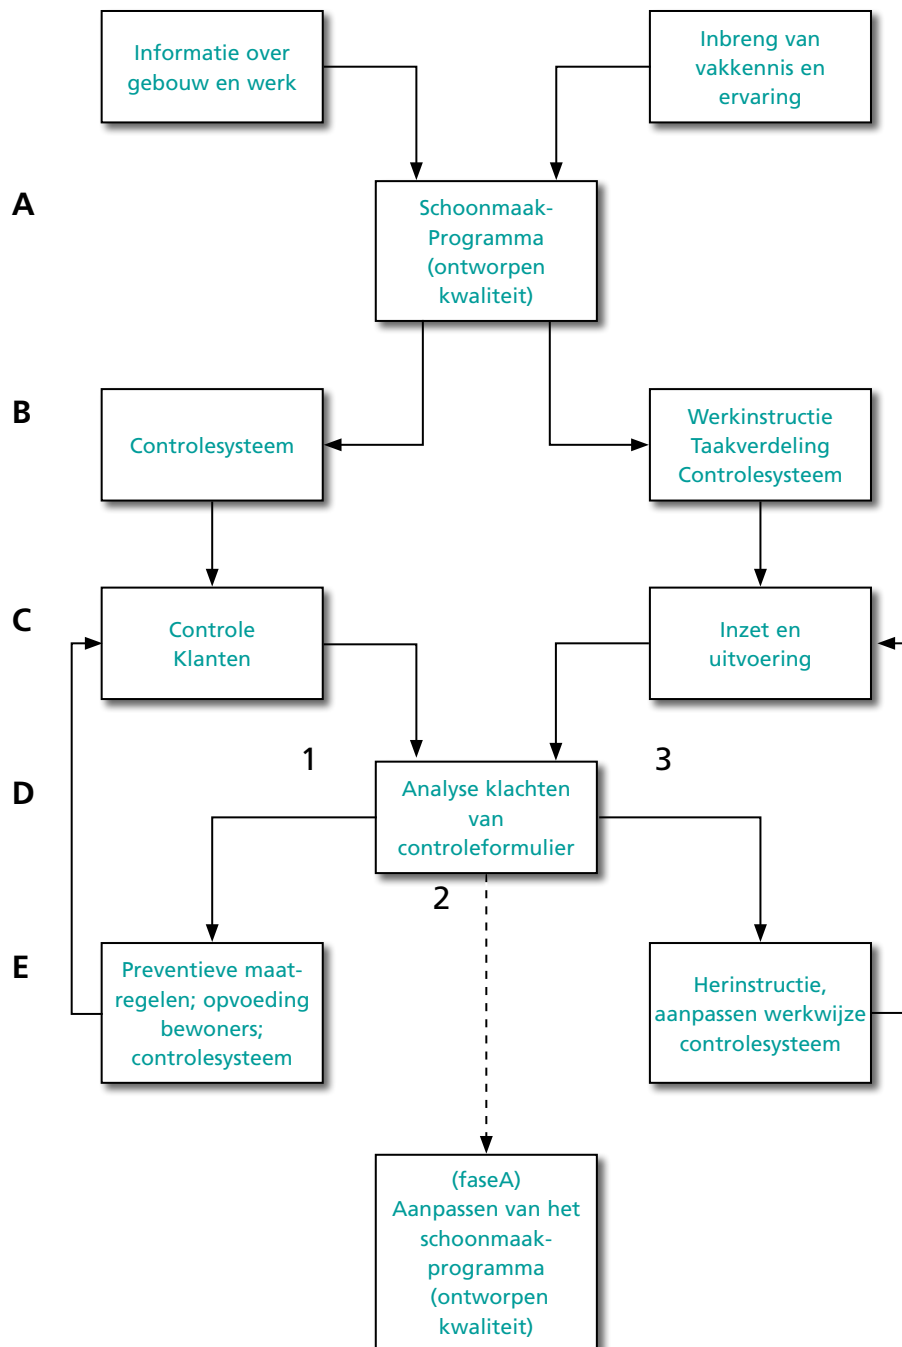 Informatie over
gebouw en werk
Inbreng van
vakkennis en
ervaring
A
Schoonmaak-
Programma
(ontworpen
kwaliteit)
B
Controlesysteem
Werkinstructie
Taakverdeling
Controlesysteem
C
Controle
Klanten
Inzet en
uitvoering
1
3
D
Analyse klachten
van
controleformulier
2
E
Preventieve maat-
regelen; opvoeding
bewoners;
controlesysteem
Herinstructie,
aanpassen werkwijze
controlesysteem
(faseA)
Aanpassen van het
schoonmaak-
programma
(ontworpen
kwaliteit)